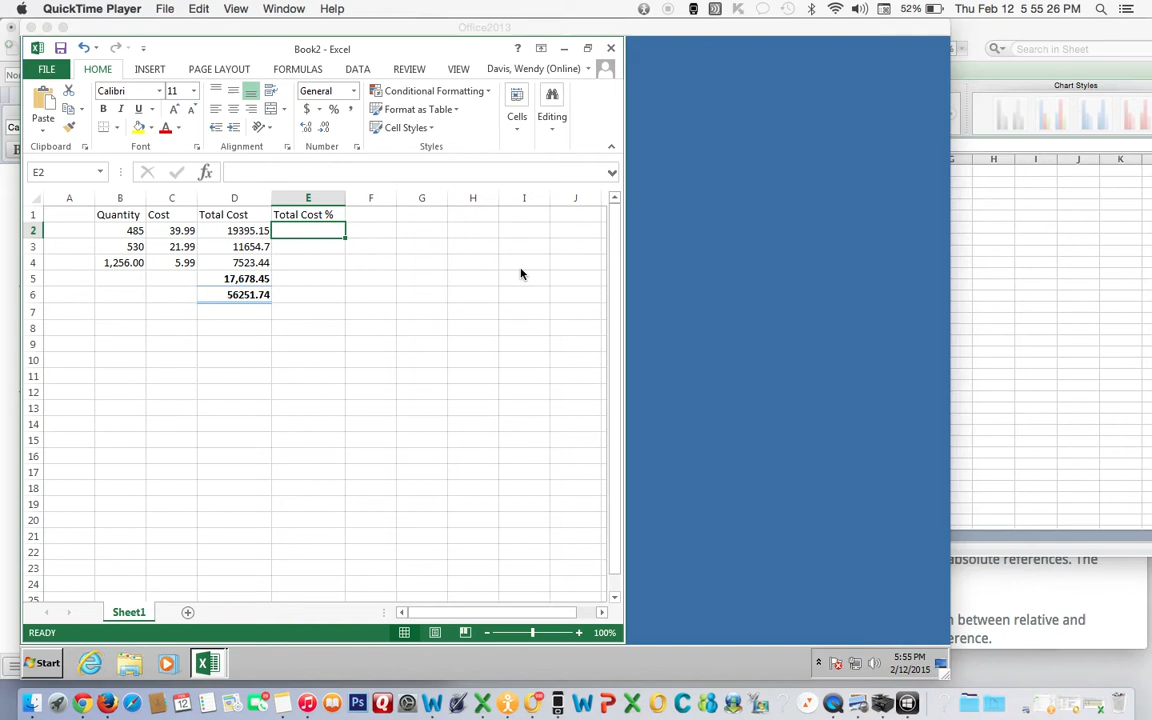 QuickTime Player File Edit View Window Help 52% Thu Feb 12 5 55 26 PM
Office2013
Book2 - Excel
Search in Sheet
FILE HOME INSERT PAGE LAYOUT FORMULAS DATA REVIEW VIEW Davis, Wendy (Online)
Calibri 11 General Conditional Formatting
Chart Styles
Paste B I U $ % , Format as Table Cells Editing
Cell Styles
Clipboard Font Alignment Number Styles
E2 fx
A B C D E F G H I J
G H I J K
1 Quantity Cost Total Cost Total Cost %
2 485 39.99 19395.15
3 530 21.99 11654.7
4 1,256.00 5.99 7523.44
5 17,678.45
6 56251.74
7
8
9
10
11
12
13
14
15
16
17
18
19
20
21
22
23
24
25
absolute references. The
between relative and
Sheet1
READY 100%
Start 5:55 PM
2/12/2015